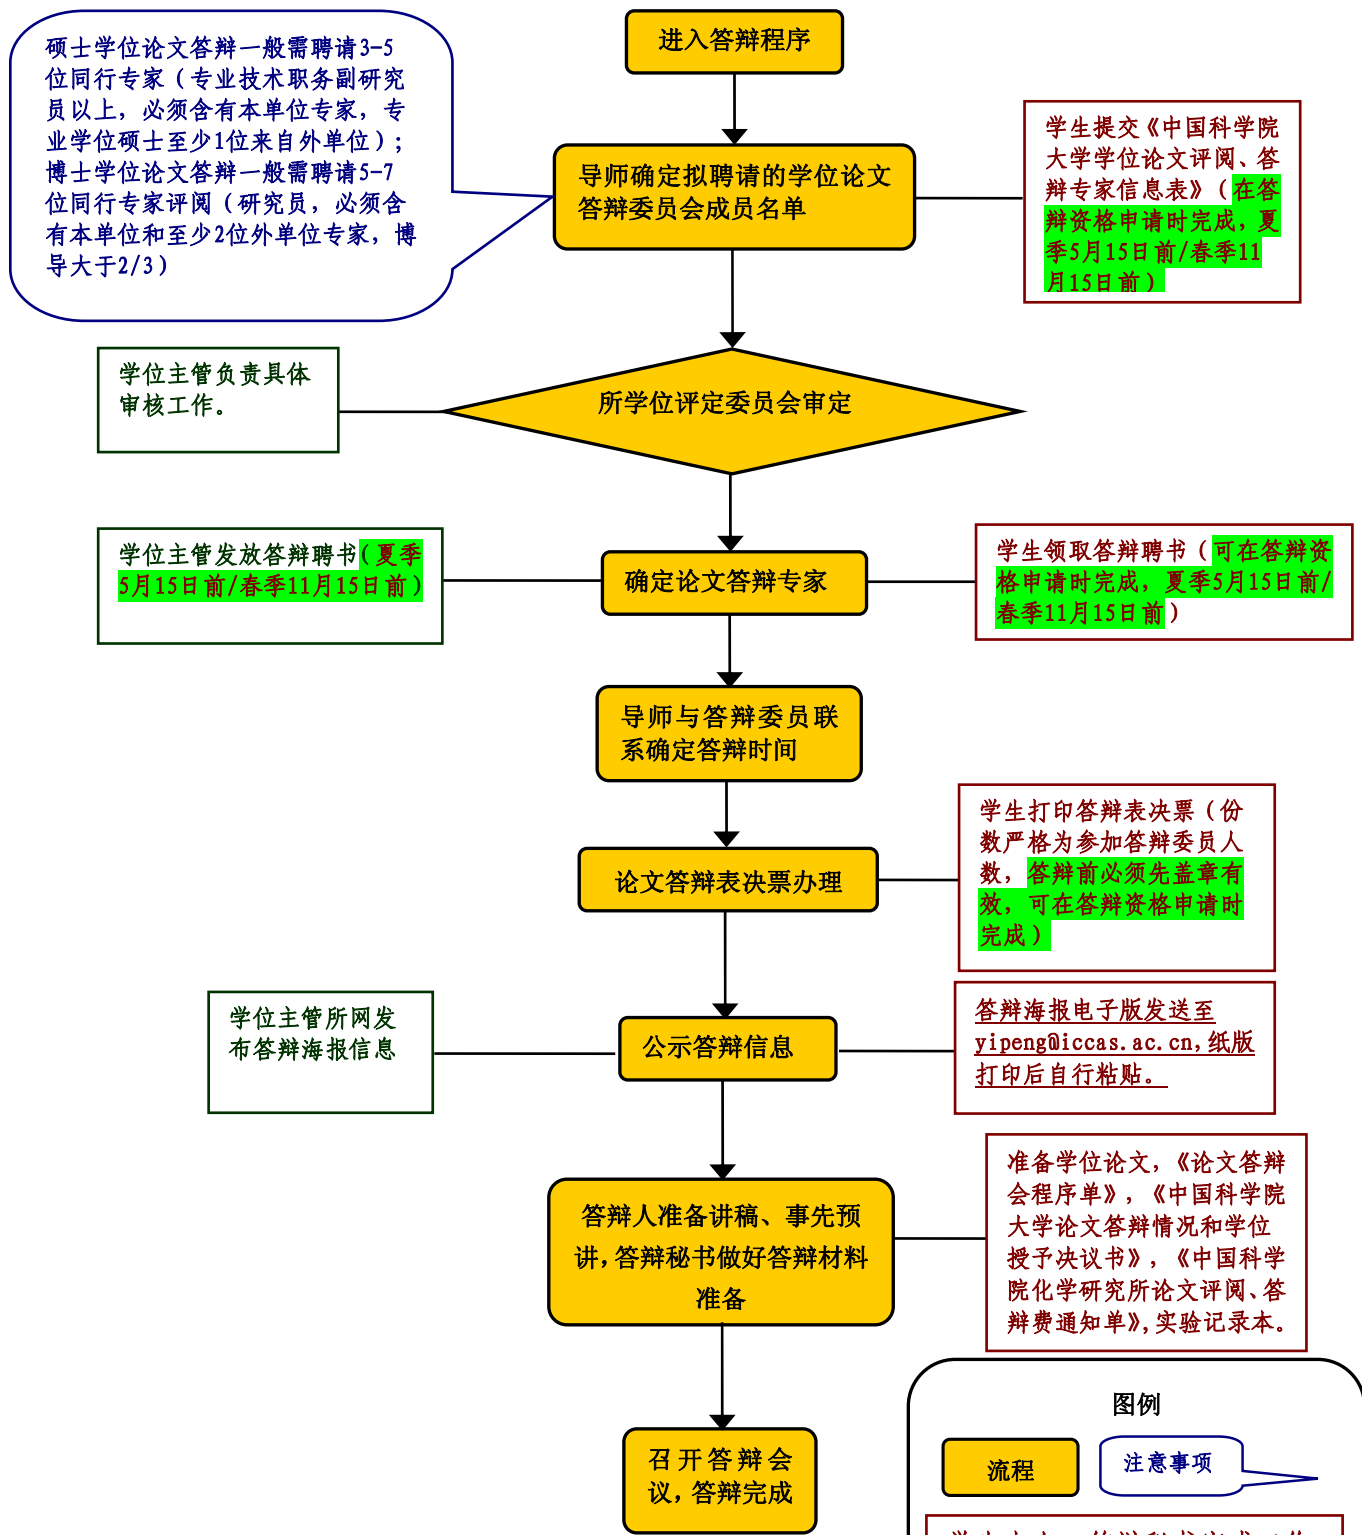 进入答辩程序
硕士学位论文答辩一般需聘请3-5
位同行专家（专业技术职务副研究
员以上，必须含有本单位专家，专
业学位硕士至少1位来自外单位）；
博士学位论文答辩一般需聘请5-7
位同行专家评阅（研究员，必须含
有本单位和至少2位外单位专家，博
导大于2/3）
导师确定拟聘请的学位论文
答辩委员会成员名单
学生提交《中国科学院
大学学位论文评阅、答
辩专家信息表》（在答
辩资格申请时完成，夏
季5月15日前/春季11
月15日前）
学位主管负责具体
审核工作。
所学位评定委员会审定
学位主管发放答辩聘书（夏季
5月15日前/春季11月15日前）
确定论文答辩专家
学生领取答辩聘书（可在答辩资
格申请时完成，夏季5月15日前/
春季11月15日前）
导师与答辩委员联
系确定答辩时间
论文答辩表决票办理
学生打印答辩表决票（份
数严格为参加答辩委员人
数，答辩前必须先盖章有
效，可在答辩资格申请时
完成）
学位主管所网发
布答辩海报信息
公示答辩信息
答辩海报电子版发送至
yipeng@iccas.ac.cn,纸版
打印后自行粘贴。
答辩人准备讲稿、事先预
讲，答辩秘书做好答辩材料
准备
准备学位论文，《论文答辩
会程序单》，《中国科学院
大学论文答辩情况和学位
授予决议书》，《中国科学
院化学研究所论文评阅、答
辩费通知单》，实验记录本。
召开答辩会
议，答辩完成
图例
流程
注意事项